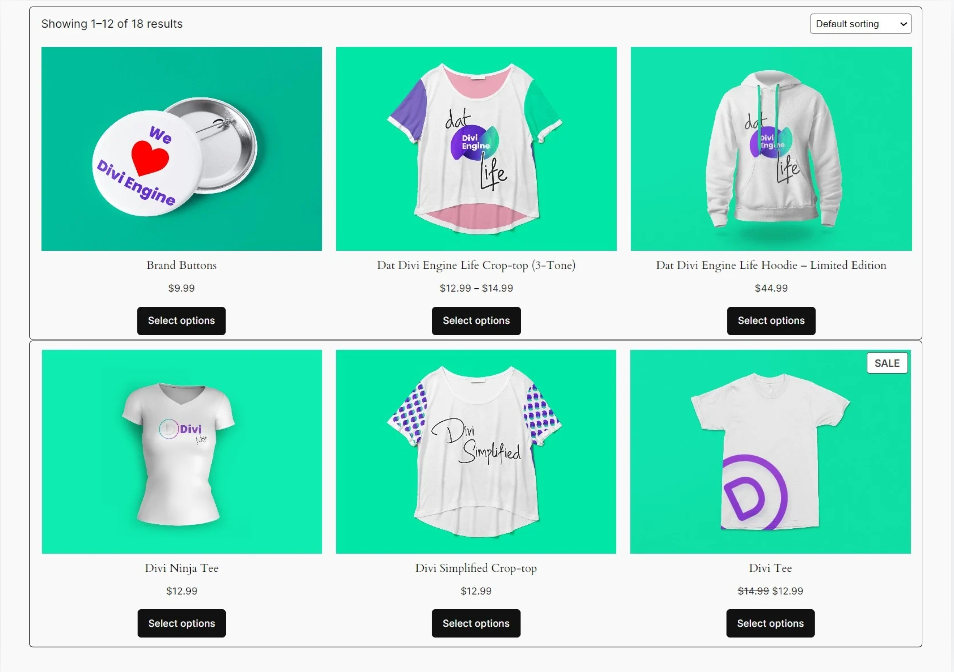 Showing 1–12 of 18 results
Default sorting
We
Divi Engine
dat
Divi
Engine
Life
dat
Divi
Engine
Life
Brand Buttons
Dat Divi Engine Life Crop-top (3-Tone)
Dat Divi Engine Life Hoodie – Limited Edition
$9.99
$12.99 – $14.99
$44.99
Select options
Select options
Select options
SALE
Divi
Divi
Simplified
D
Divi Ninja Tee
Divi Simplified Crop-top
Divi Tee
$12.99
$12.99
$14.99 $12.99
Select options
Select options
Select options